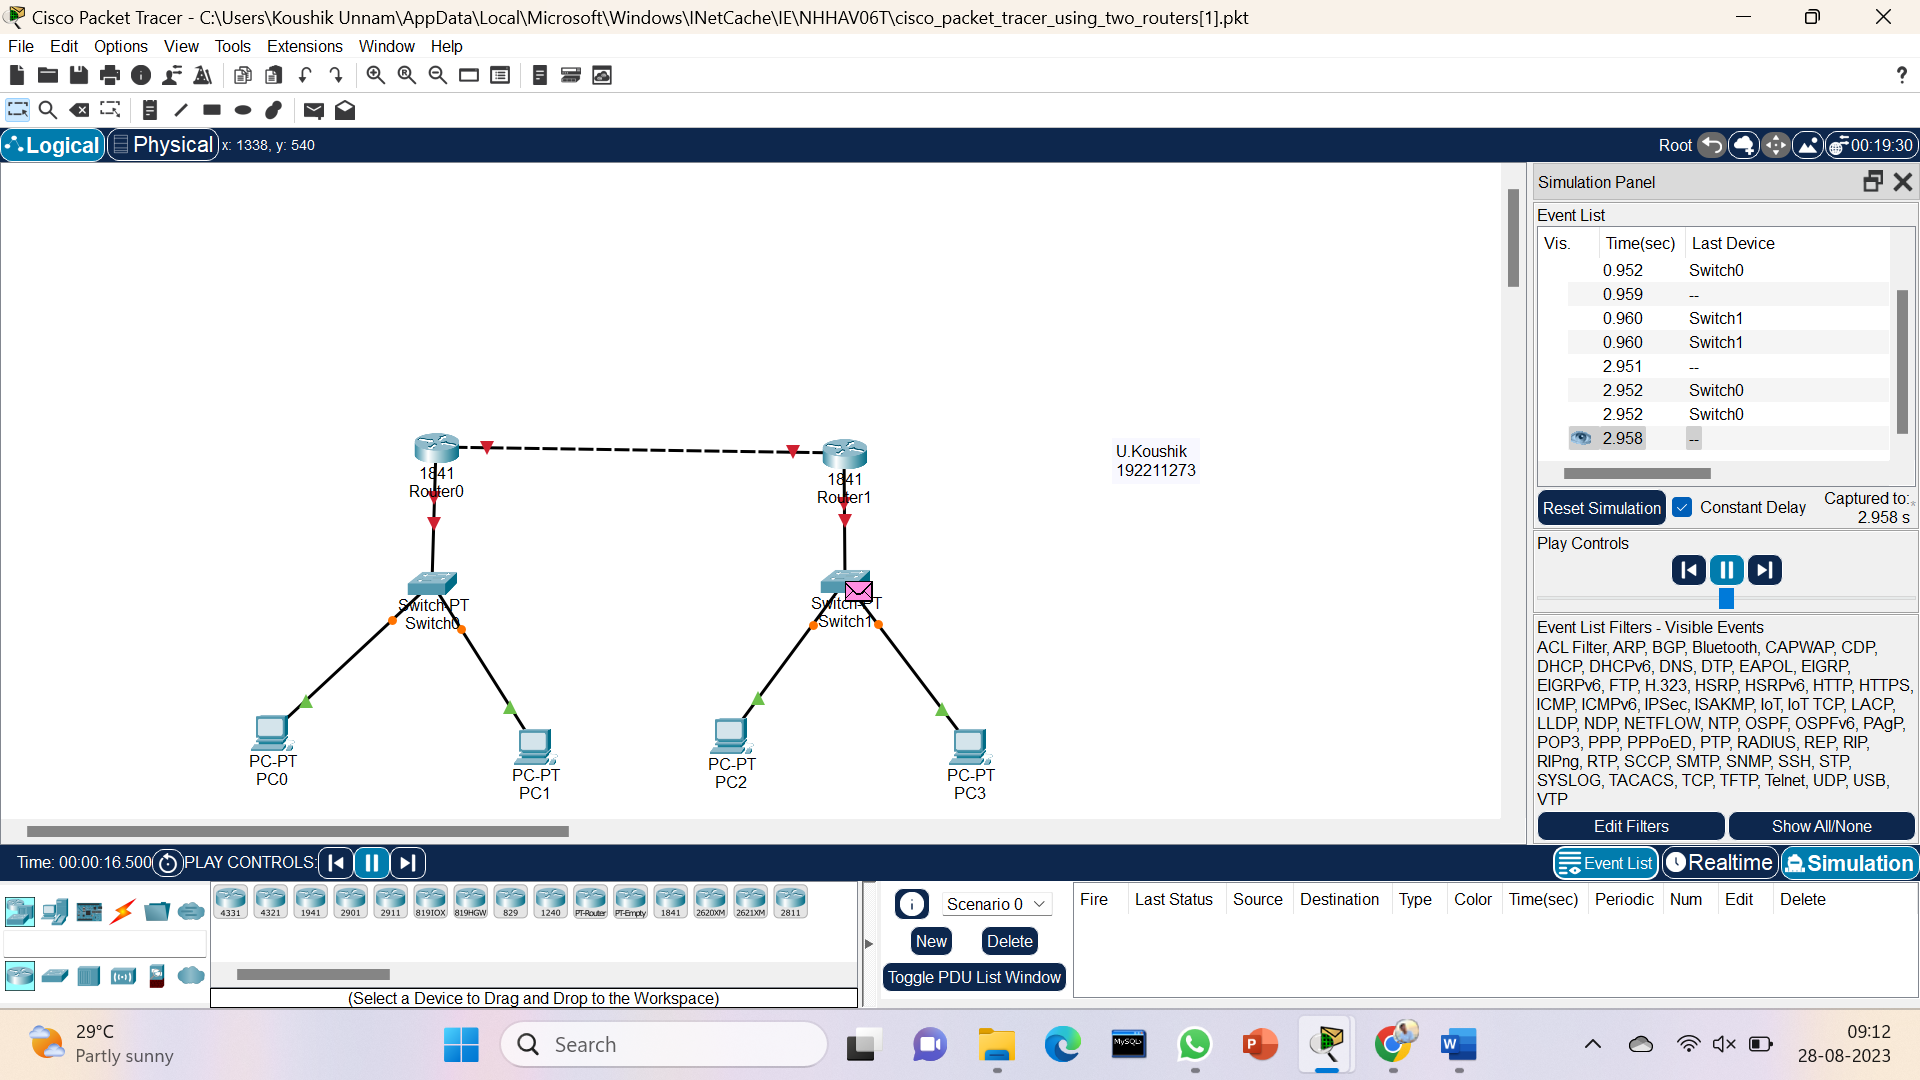 Cisco Packet Tracer - C:\Users\Koushik Unnam\AppData\Local\Microsoft\Windows\INetCache\IE\NHHAV06T\cisco_packet_tracer_using_two_routers[1].pkt
File Edit Options View Tools Extensions Window Help
?
Logical Physical x: 1338, y: 540 Root 00:19:30
Simulation Panel
Event List
Vis. Time(sec) Last Device
0.952 Switch0
0.959 --
0.960 Switch1
0.960 Switch1
2.951 --
2.952 Switch0
2.952 Switch0
2.958 --
Reset Simulation Constant Delay Captured to:
2.958 s
Play Controls
Event List Filters - Visible Events
ACL Filter, ARP, BGP, Bluetooth, CAPWAP, CDP,
DHCP, DHCPv6, DNS, DTP, EAPOL, EIGRP,
EIGRPv6, FTP, H.323, HSRP, HSRPv6, HTTP, HTTPS,
ICMP, ICMPv6, IPSec, ISAKMP, IoT, IoT TCP, LACP,
LLDP, NDP, NETFLOW, NTP, OSPF, OSPFv6, PAgP,
POP3, PPP, PPPoED, PTP, RADIUS, REP, RIP,
RIPng, RTP, SCCP, SMTP, SNMP, SSH, STP,
SYSLOG, TACACS, TCP, TFTP, Telnet, UDP, USB,
VTP
Edit Filters Show All/None
1841
Router0
1841
Router1
U.Koushik
192211273
Switch-PT
Switch0
Switch-PT
Switch1
PC-PT
PC0
PC-PT
PC1
PC-PT
PC2
PC-PT
PC3
Time: 00:00:16.500 PLAY CONTROLS:
Event List Realtime Simulation
4331 4321 1941 2901 2911 819IOX 819HGW 829 1240 PT-Router PT-Empty 1841 2620XM 2621XM 2811
(Select a Device to Drag and Drop to the Workspace)
Scenario 0
New Delete
Toggle PDU List Window
Fire Last Status Source Destination Type Color Time(sec) Periodic Num Edit Delete
29°C
Partly sunny
Search
MySQL
P
W
09:12
28-08-2023